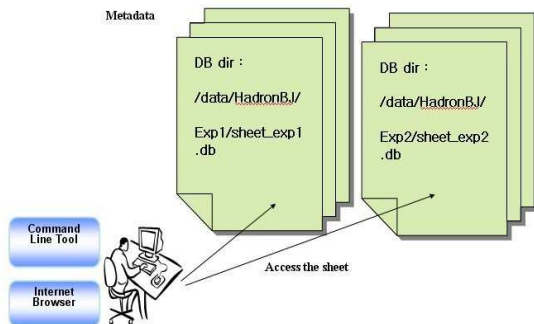 Metadata
DB dir :
/data/HadronBJ/
Exp1/sheet_exp1
.db
DB dir :
/data/HadronBJ/
Exp2/sheet_exp2
.db
Command
Line Tool
Internet
Browser
Access the sheet